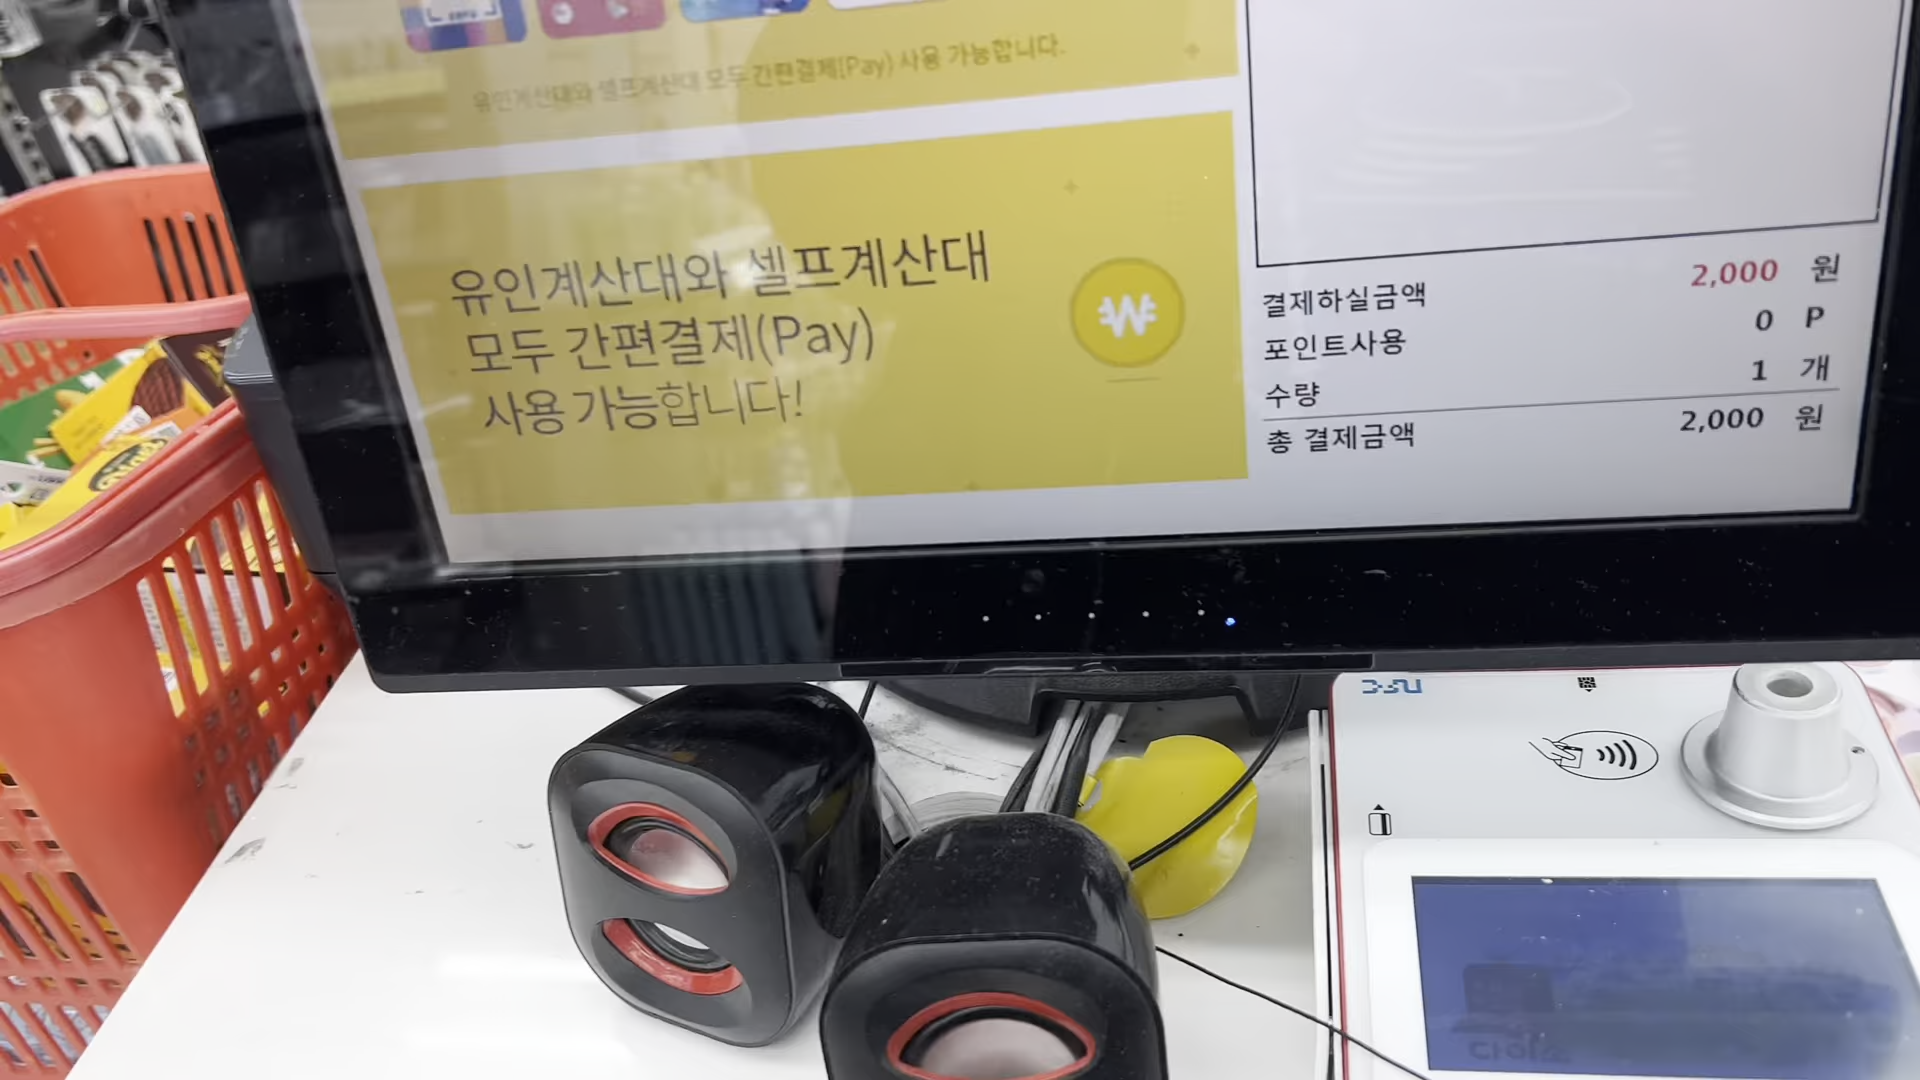 유인계산대와 셀프계산대 모두 간편결제(Pay) 사용 가능합니다.
유인계산대와 셀프계산대
모두 간편결제(Pay)
사용 가능합니다!
결제하실금액 2,000 원
포인트사용 0 P
수량 1 개
총 결제금액 2,000 원